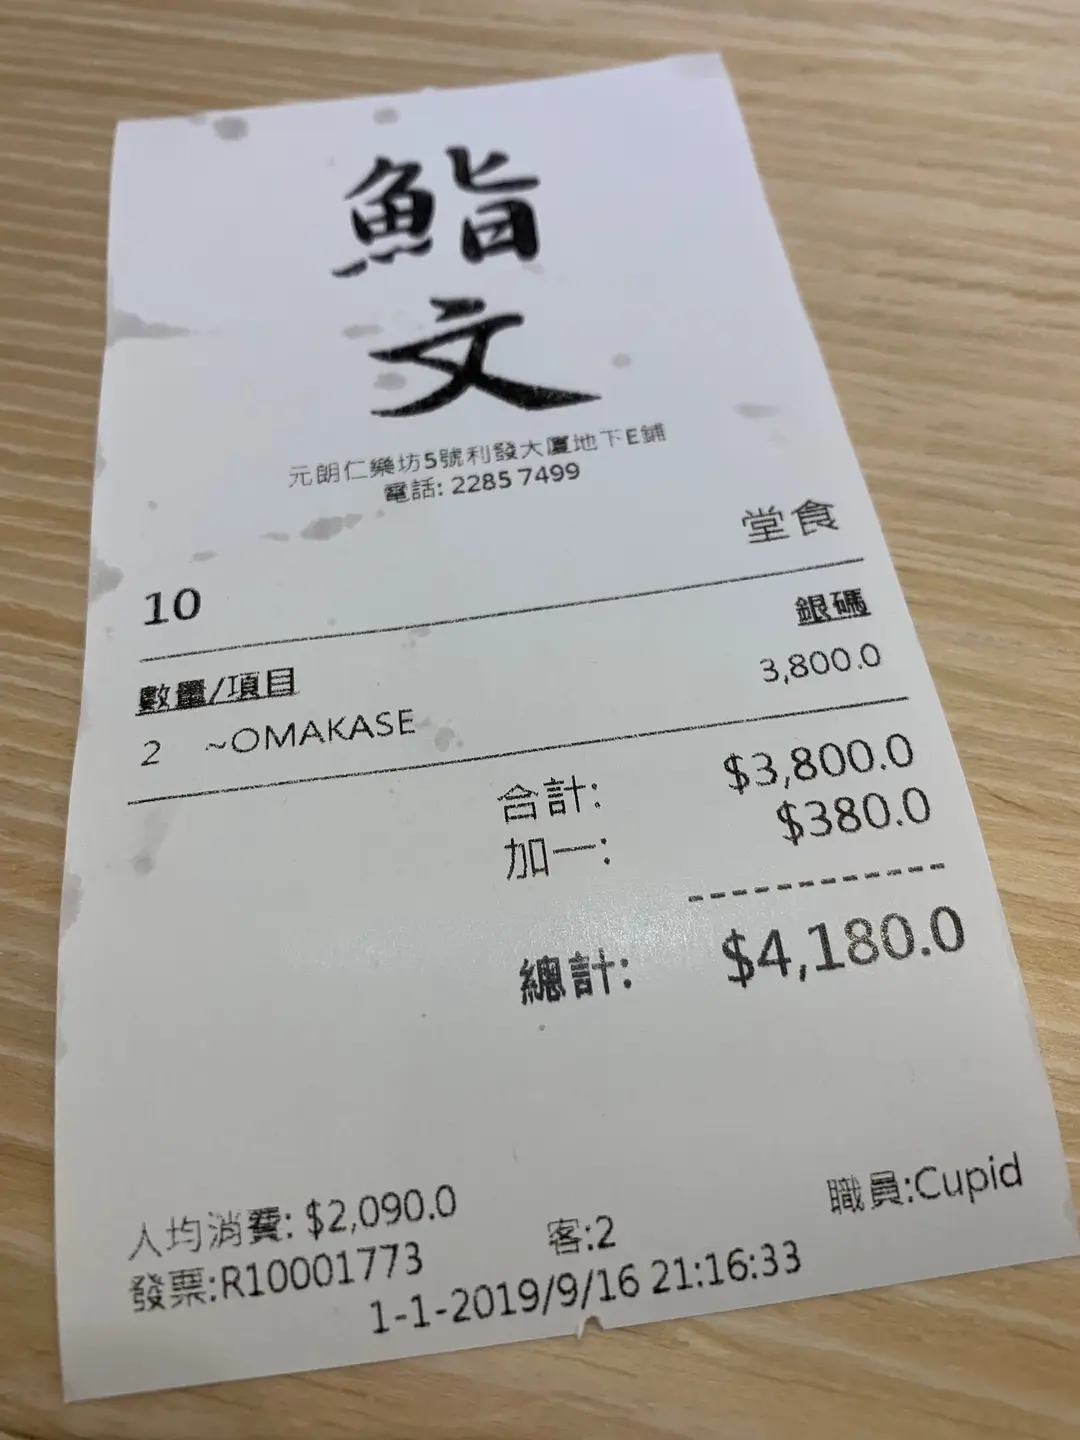 鮨
文
元朗仁樂坊5號利發大廈地下E鋪
電話: 2285 7499
堂食
10
數量/項目 銀碼
2 ~OMAKASE 3,800.0
合計: $3,800.0
加一: $380.0
------------
總計: $4,180.0
人均消費: $2,090.0 客:2 職員:Cupid
發票:R10001773
1-1-2019/9/16 21:16:33